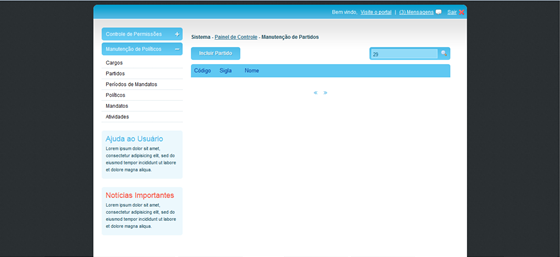 Bem vindo, Visite o portal | (3) Mensagens Sair
Controle de Permissões +
Manutenção de Políticos −
Cargos
Partidos
Períodos de Mandatos
Políticos
Mandatos
Atividades
Ajuda ao Usuário
Lorem ipsum dolor sit amet,
consectetur adipisicing elit, sed do
eiusmod tempor incididunt ut labore
et dolore magna aliqua.
Notícias Importantes
Lorem ipsum dolor sit amet,
consectetur adipisicing elit, sed do
eiusmod tempor incididunt ut labore
et dolore magna aliqua.
Sistema - Painel de Controle - Manutenção de Partidos
Incluir Partido
Código Sigla Nome